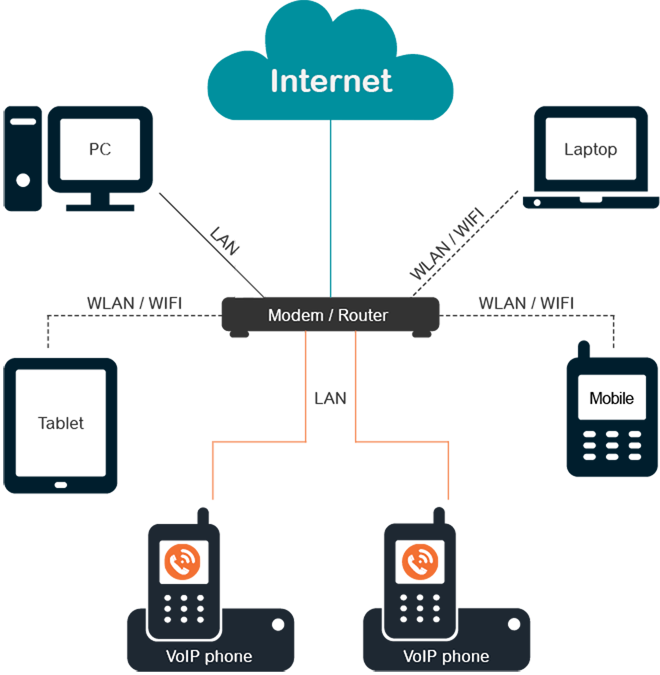 Internet
PC
Laptop
LAN
WLAN / WIFI
WLAN / WIFI
WLAN / WIFI
Modem / Router
Tablet
LAN
Mobile
VoIP phone
VoIP phone